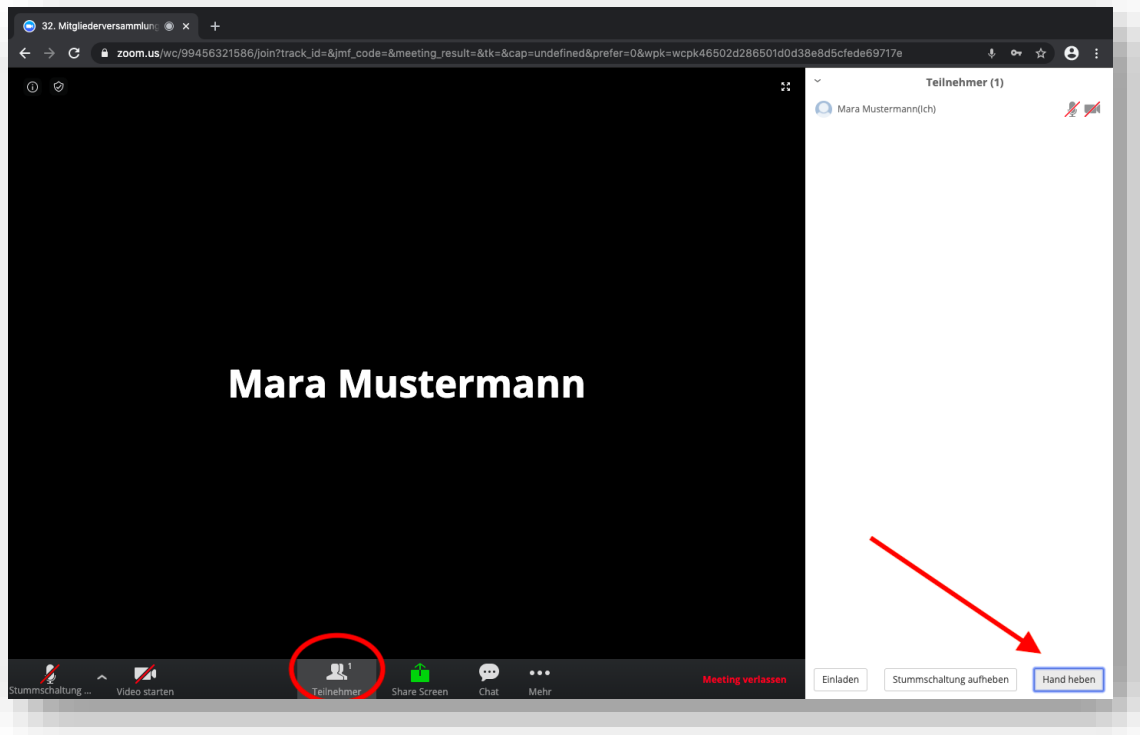 32. Mitgliederversammlung
zoom.us/wc/99456321586/join?track_id=&jmf_code=&meeting_result=&tk=&cap=undefined&prefer=0&wpk=wcpk46502d286501d0d38e8d5cfede69717e
Teilnehmer (1)
Mara Mustermann(Ich)
Mara Mustermann
1
Stummschaltung ...
Video starten
Teilnehmer
Share Screen
Chat
Mehr
Meeting verlassen
Einladen
Stummschaltung aufheben
Hand heben